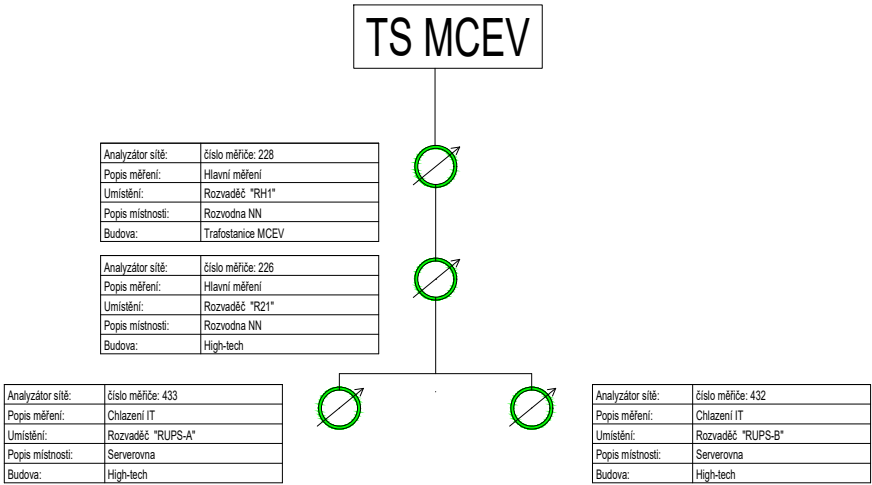 TS MCEV
Analyzátor sítě: číslo měřiče: 228
Popis měření: Hlavní měření
Umístění: Rozvaděč "RH1"
Popis místnosti: Rozvodna NN
Budova: Trafostanice MCEV
Analyzátor sítě: číslo měřiče: 226
Popis měření: Hlavní měření
Umístění: Rozvaděč "R21"
Popis místnosti: Rozvodna NN
Budova: High-tech
Analyzátor sítě: číslo měřiče: 433
Popis měření: Chlazení IT
Umístění: Rozvaděč "RUPS-A"
Popis místnosti: Serverovna
Budova: High-tech
Analyzátor sítě: číslo měřiče: 432
Popis měření: Chlazení IT
Umístění: Rozvaděč "RUPS-B"
Popis místnosti: Serverovna
Budova: High-tech